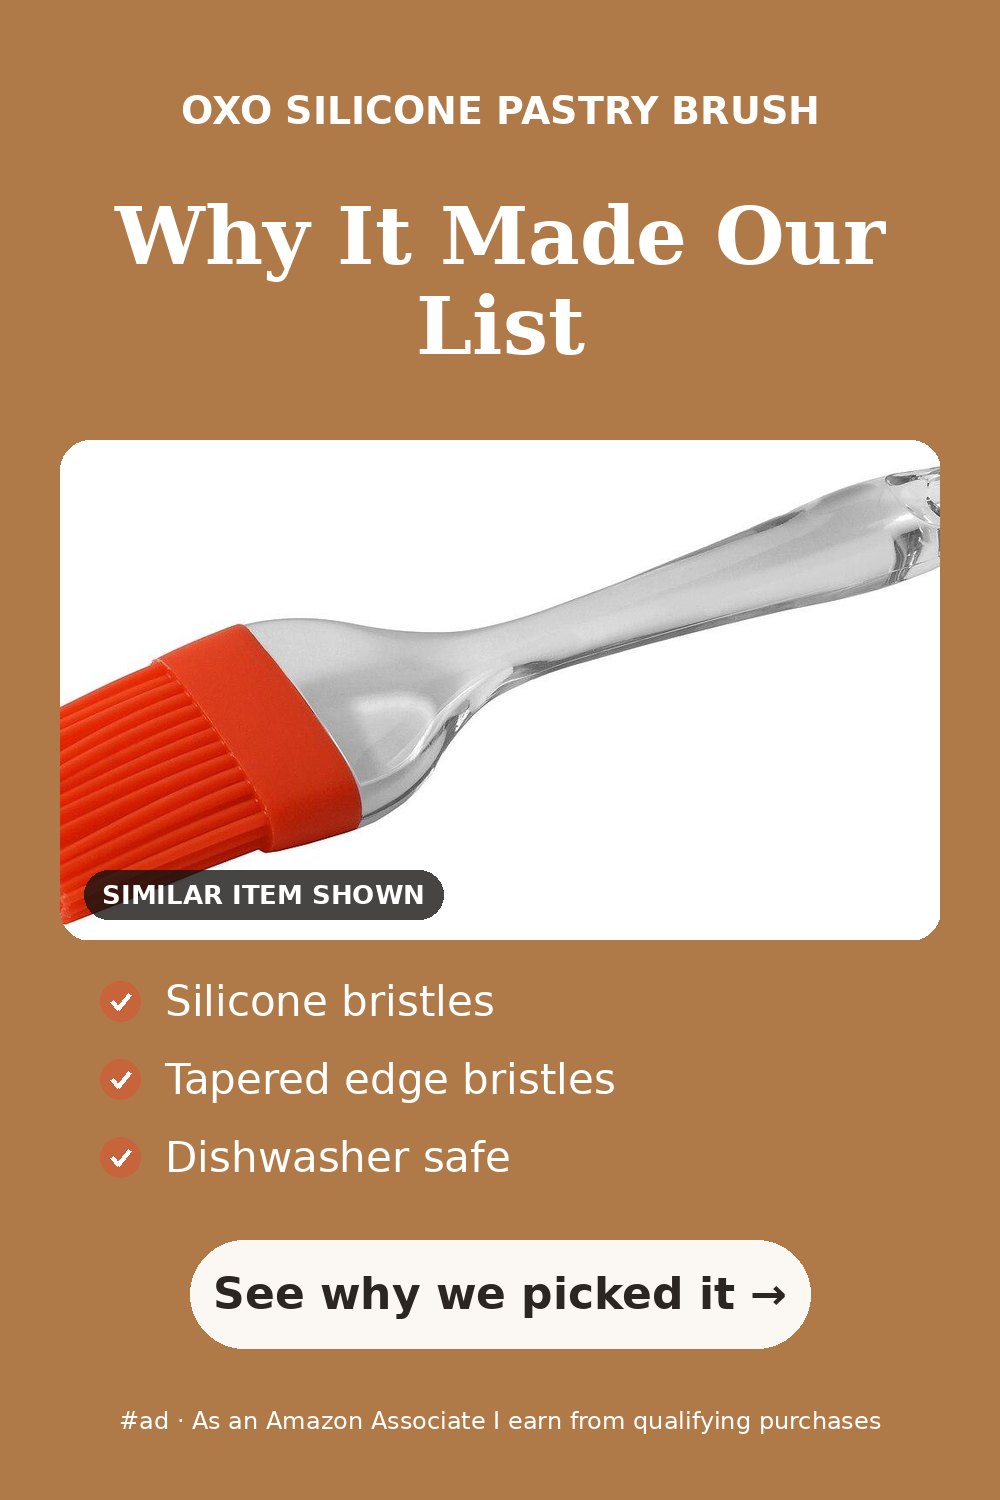 OXO SILICONE PASTRY BRUSH
Why It Made Our
List
SIMILAR ITEM SHOWN
Silicone bristles
Tapered edge bristles
Dishwasher safe
See why we picked it →
#ad · As an Amazon Associate I earn from qualifying purchases